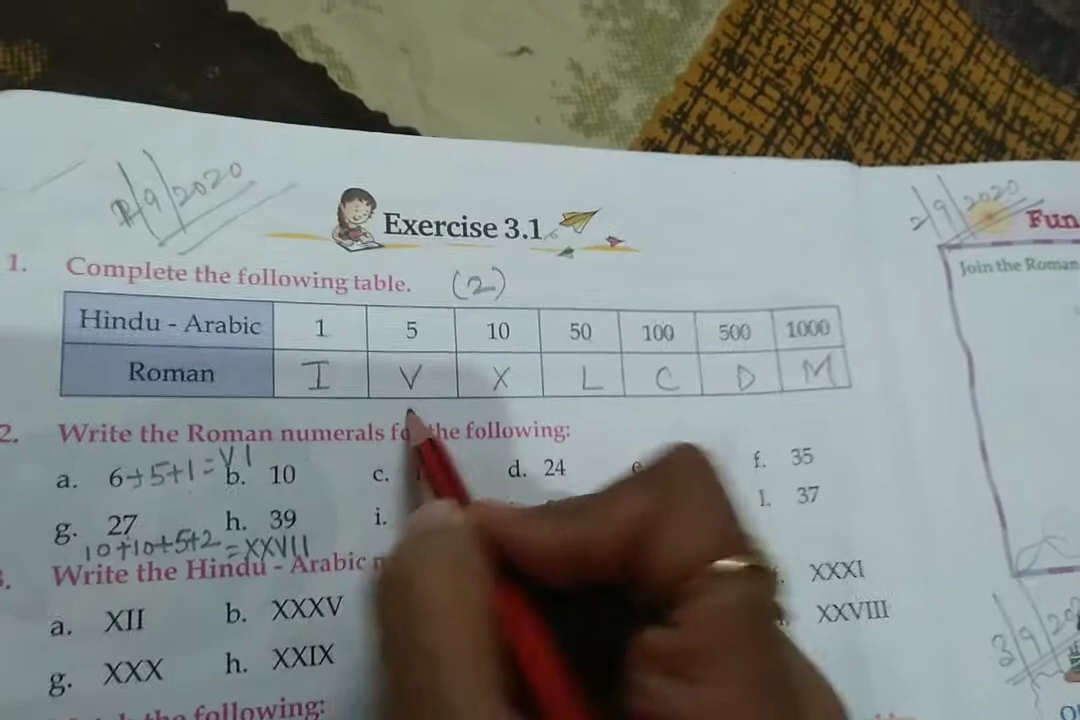 2/9/2020
Exercise 3.1
1. Complete the following table. (2)
Hindu - Arabic 1 5 10 50 100 500 1000
Roman I V X L C D M
2. Write the Roman numerals for the following:
a. 6→5+1=VI b. 10 c. d. 24 f. 35
g. 27 h. 39 i. l. 37
10+10+5+2=XXVII
Write the Hindu - Arabic
a. XII b. XXXV XXXI
g. XXX h. XXIX XXVIII
the following:
2/9/2020
Fun
Join the Roman
3/9/20